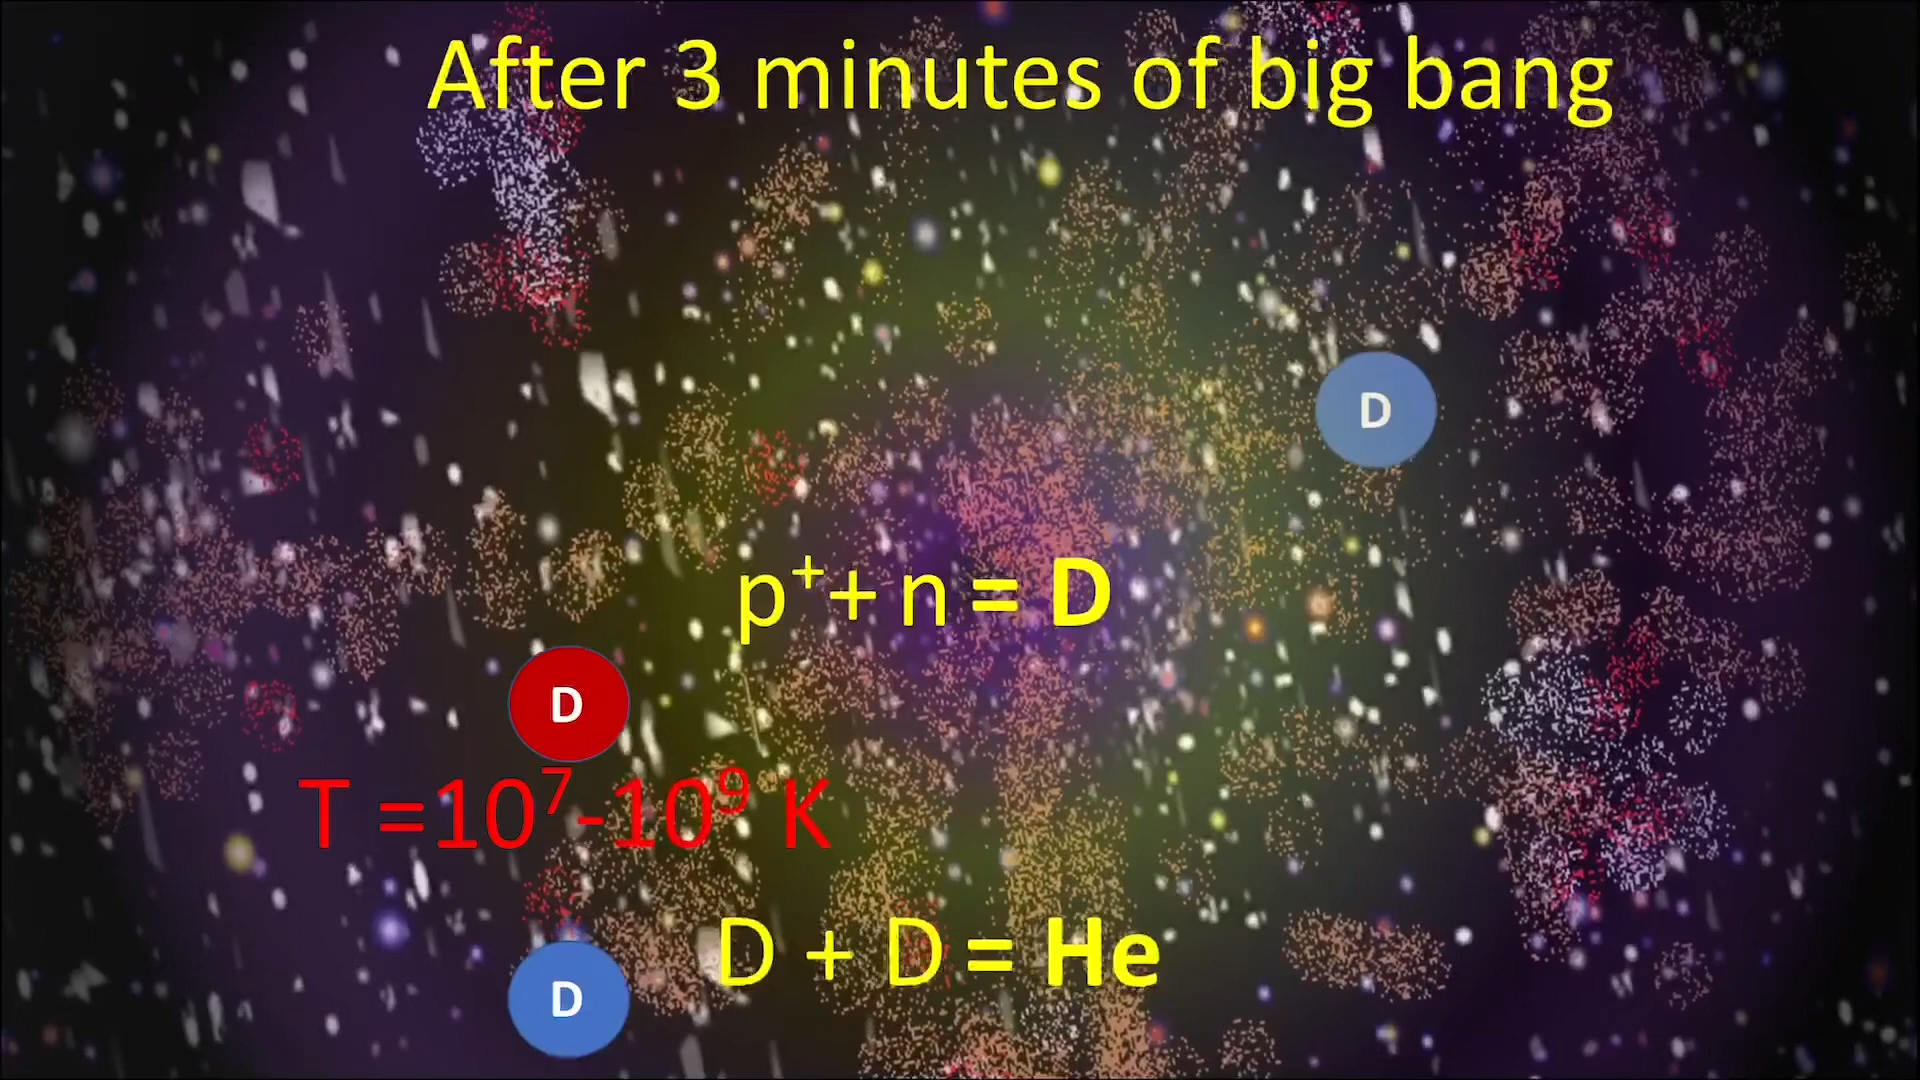 After 3 minutes of big bang
D
p⁺+ n = D
D
T =10⁷-10⁹ K
D + D = He
D